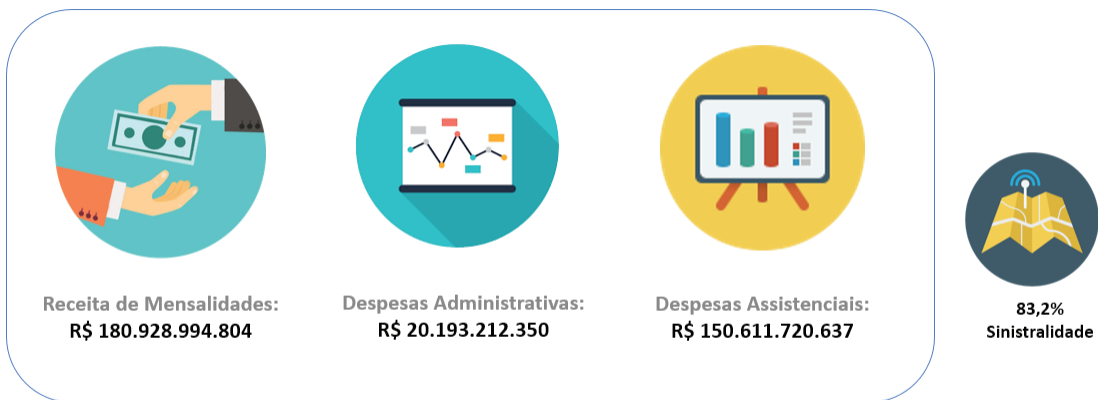 Receita de Mensalidades:
R$ 180.928.994.804
Despesas Administrativas:
R$ 20.193.212.350
Despesas Assistenciais:
R$ 150.611.720.637
83,2%
Sinistralidade